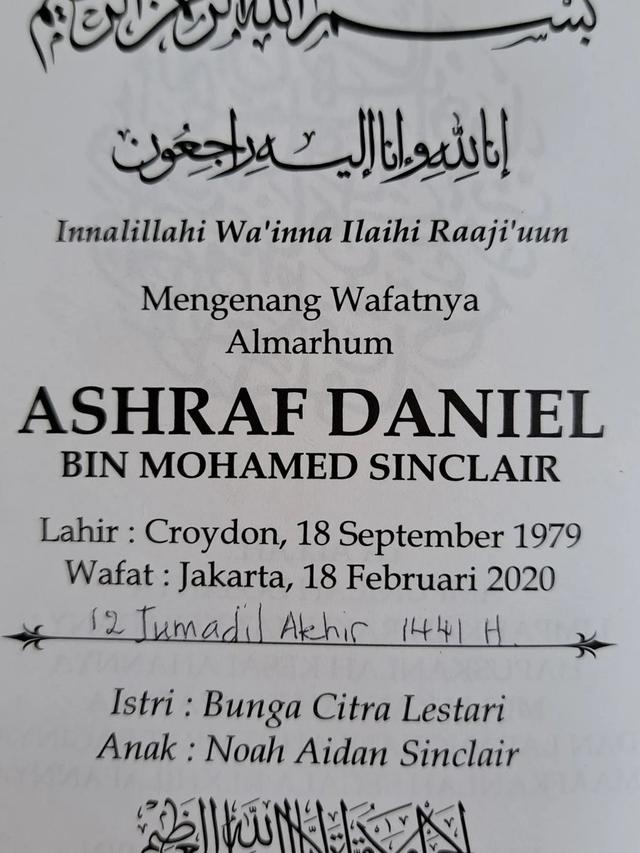 بسم الله الرحمن الرحيم
إنا لله وإنا إليه راجعون
Innalillahi Wa'inna Ilaihi Raaji'uun
Mengenang Wafatnya
Almarhum
ASHRAF DANIEL
BIN MOHAMED SINCLAIR
Lahir : Croydon, 18 September 1979
Wafat : Jakarta, 18 Februari 2020
12 Jumadil Akhir 1441 H.
Istri : Bunga Citra Lestari
Anak : Noah Aidan Sinclair